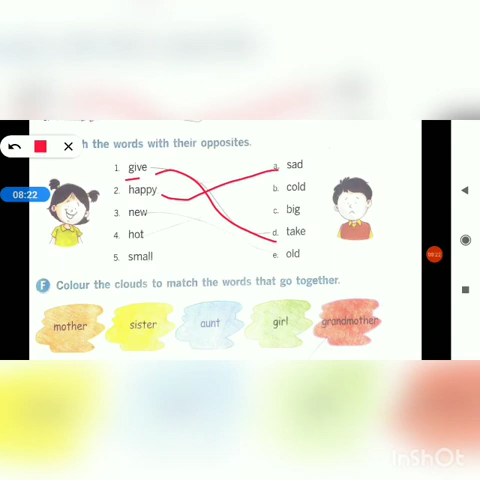 h the words with their opposites.
1. give
a. sad
2. happy
b. cold
3. new
c. big
4. hot
d. take
5. small
e. old
F Colour the clouds to match the words that go together.
mother sister aunt girl grandmother
08:22
08:22
InShOt